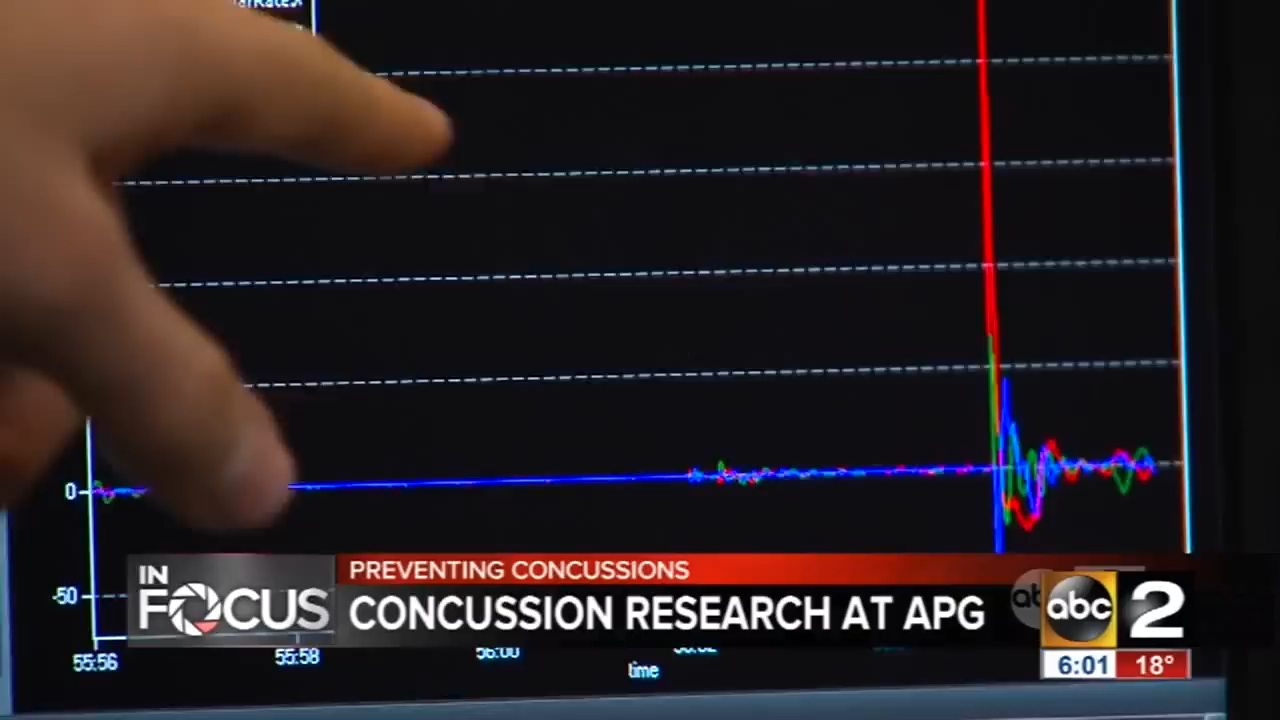 0
-50
IN
FOCUS
PREVENTING CONCUSSIONS
CONCUSSION RESEARCH AT APG
abc 2
55:56
55:58
56:00
time
6:01
18°